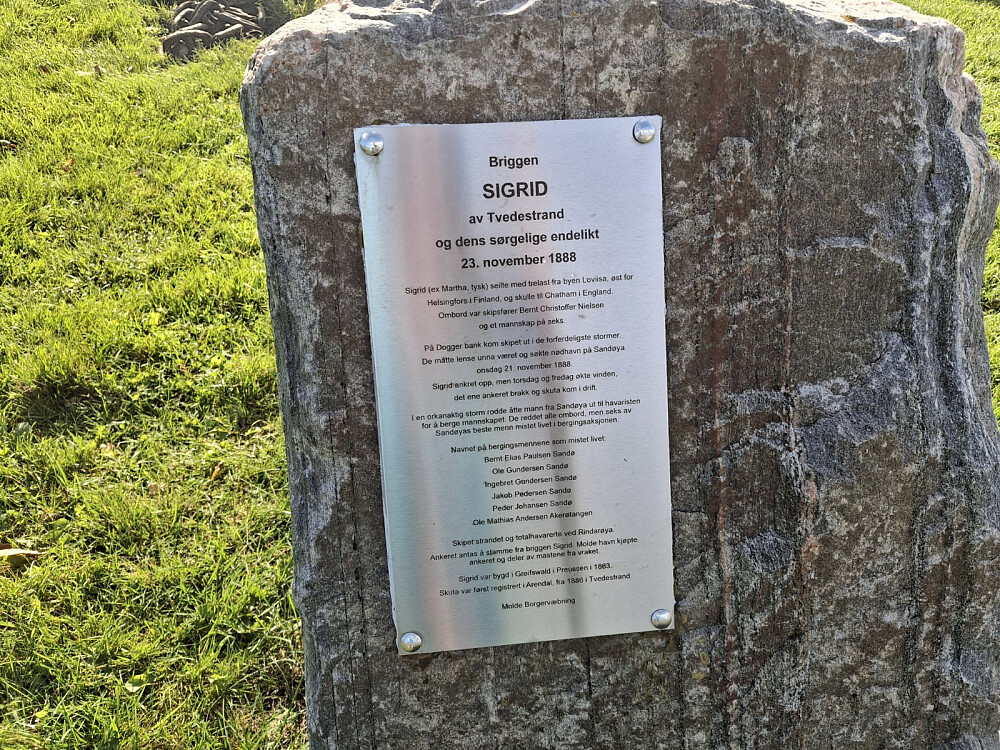 Briggen
SIGRID
av Tvedestrand
og dens sørgelige endelikt
23. november 1888
Sigrid (ex Martha, tysk) seilte med trelast fra byen Loviisa, øst for
Helsingfors i Finland, og skulle til Chatham i England.
Ombord var skipsfører Bernt Christoffer Nielsen
og et mannskap på seks.
På Dogger bank kom skipet ut i de forferdeligste stormer.
De måtte lense unna været og søkte nødhavn på Sandøya
onsdag 21. november 1888.
Sigrid ankret opp, men torsdag og fredag økte vinden,
det ene ankeret brakk og skuta kom i drift.
I en orkanaktig storm rodde åtte mann fra Sandøya ut til havaristen
for å berge mannskapet. De reddet alle ombord, men seks av
Sandøyas beste menn mistet livet i bergingsaksjonen.
Navnet på bergingsmennene som mistet livet:
Bernt Elias Paulsen Sandø
Ole Gundersen Sandø
Ingebret Gundersen Sandø
Jakob Pedersen Sandø
Peder Johansen Sandø
Ole Mathias Andersen Akerøtangen
Skipet strandet og totalhavarerte ved Rindarøya.
Ankeret antas å stamme fra briggen Sigrid. Molde havn kjøpte
ankeret og deler av mastene fra vraket.
Sigrid var bygd i Greifswald i Preussen i 1863.
Skuta var først registrert i Arendal, fra 1886 i Tvedestrand.
Molde Borgervæbning